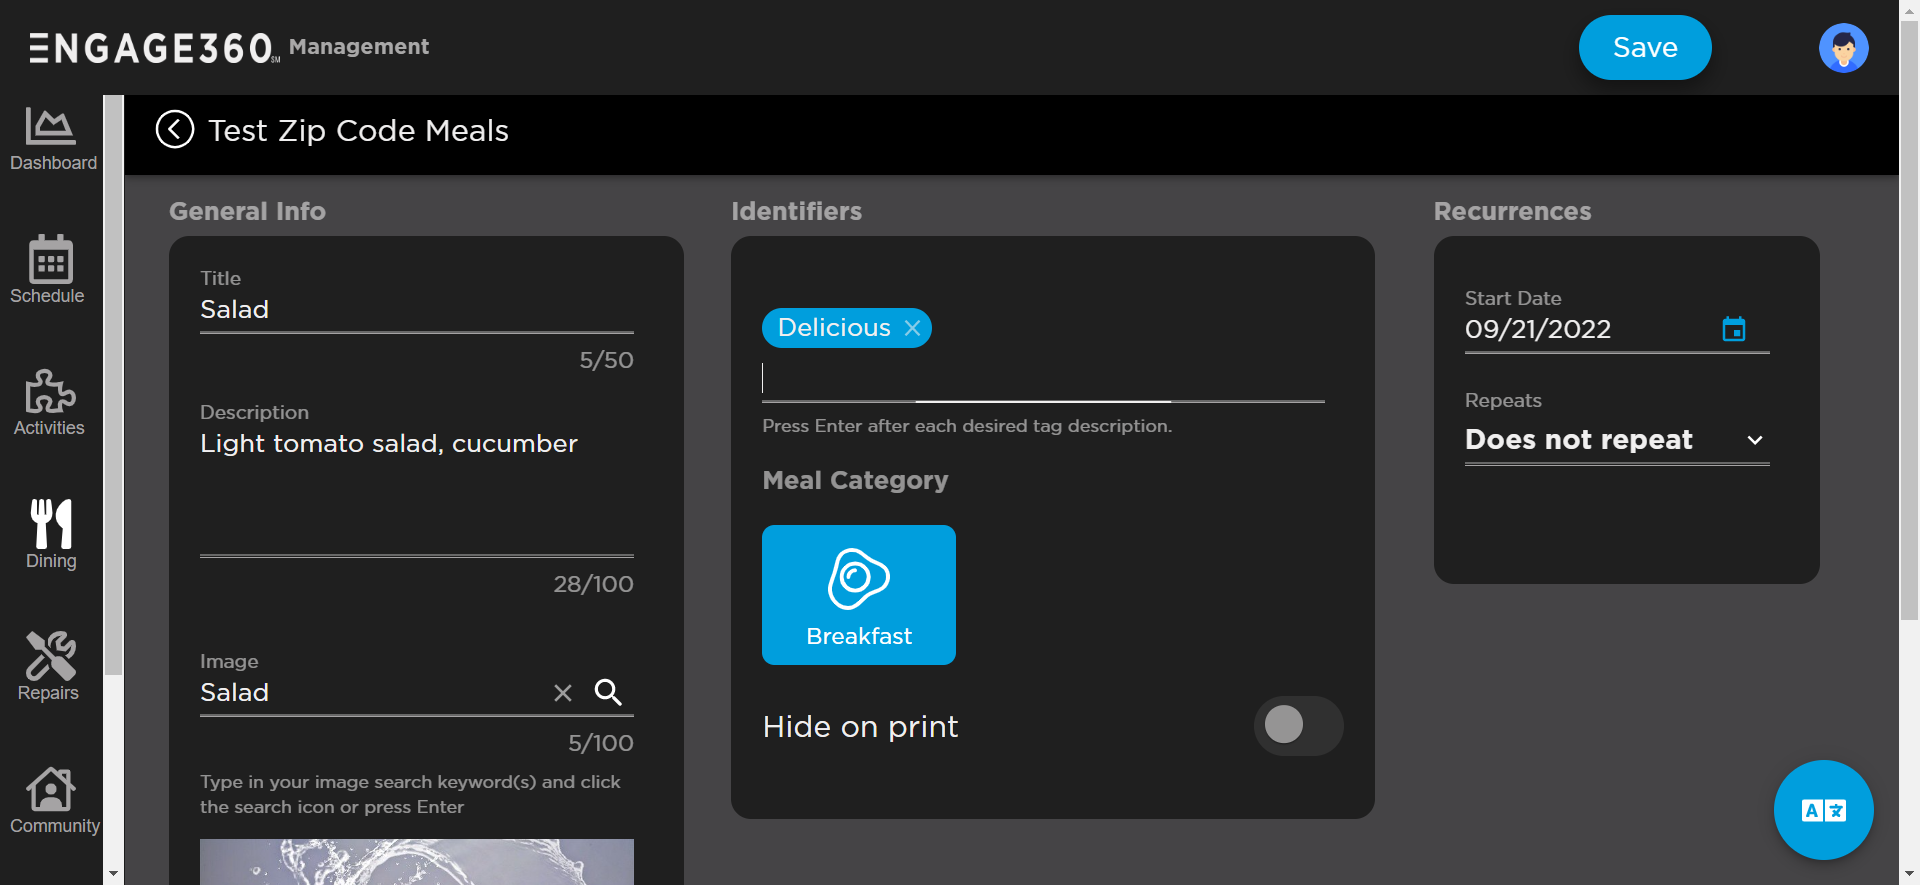 ENGAGE360 SM Management
Save
Dashboard
Schedule
Activities
Dining
Repairs
Community
Test Zip Code Meals
General Info
Title
Salad
5/50
Description
Light tomato salad, cucumber
28/100
Image
Salad
5/100
Type in your image search keyword(s) and click
the search icon or press Enter
Identifiers
Delicious
Press Enter after each desired tag description.
Meal Category
Breakfast
Hide on print
Recurrences
Start Date
09/21/2022
Repeats
Does not repeat
A